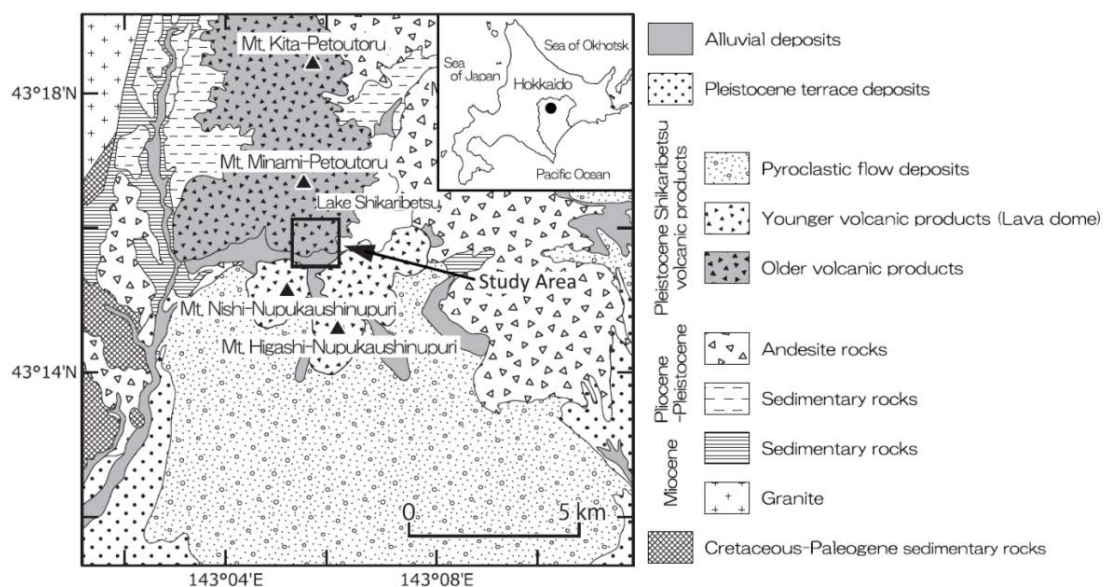 Mt. Kita-Petoutoru
Sea of Okhotsk
Sea
of Japan
Hokkaido
Pacific Ocean
43°18'N
Mt. Minami-Petoutoru
Lake Shikaribetsu
Study Area
Mt. Nishi-Nupukaushinupuri
Mt. Higashi-Nupukaushinupuri
43°14'N
0
5 km
143°04'E
143°08'E
Alluvial deposits
Pleistocene terrace deposits
Pleistocene Shikaribetsu
volcanic products
Pyroclastic flow deposits
Younger volcanic products (Lava dome)
Older volcanic products
Pliocene
-Pleistocene
Andesite rocks
Sedimentary rocks
Miocene
Sedimentary rocks
Granite
Cretaceous-Paleogene sedimentary rocks